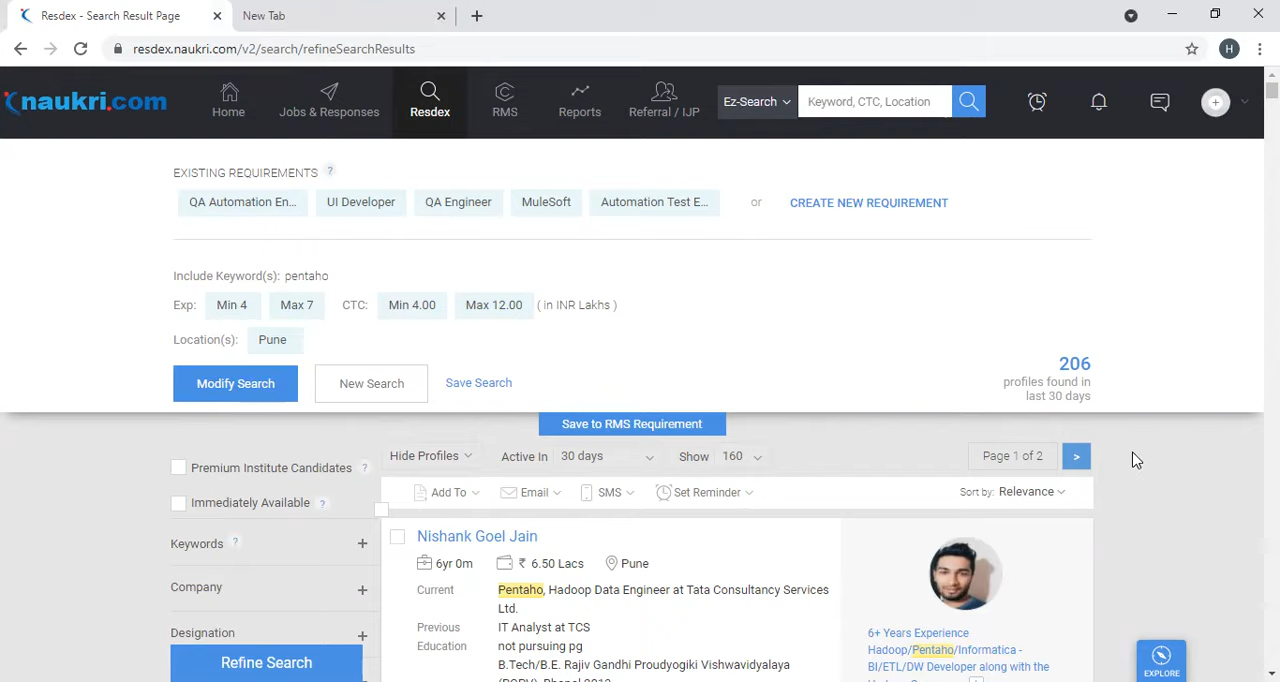 Resdex - Search Result Page
New Tab
resdex.naukri.com/v2/search/refineSearchResults
H
naukri.com
Home
Jobs & Responses
Resdex
RMS
Reports
Referral / IJP
Ez-Search
Keyword, CTC, Location
EXISTING REQUIREMENTS ?
QA Automation En... UI Developer QA Engineer MuleSoft Automation Test E... or CREATE NEW REQUIREMENT
Include Keyword(s): pentaho
Exp: Min 4 Max 7 CTC: Min 4.00 Max 12.00 ( in INR Lakhs )
Location(s): Pune
Modify Search New Search Save Search
206
profiles found in
last 30 days
Save to RMS Requirement
Hide Profiles Active In 30 days Show 160 Page 1 of 2 >
Premium Institute Candidates ?
Immediately Available ?
Keywords ? +
Company +
Designation +
Refine Search
Add To Email SMS Set Reminder Sort by: Relevance
Nishank Goel Jain
6yr 0m ₹ 6.50 Lacs Pune
Current Pentaho, Hadoop Data Engineer at Tata Consultancy Services
Ltd.
Previous IT Analyst at TCS
Education not pursuing pg
B.Tech/B.E. Rajiv Gandhi Proudyogiki Vishwavidyalaya
6+ Years Experience
Hadoop/Pentaho/Informatica -
BI/ETL/DW Developer along with the
EXPLORE